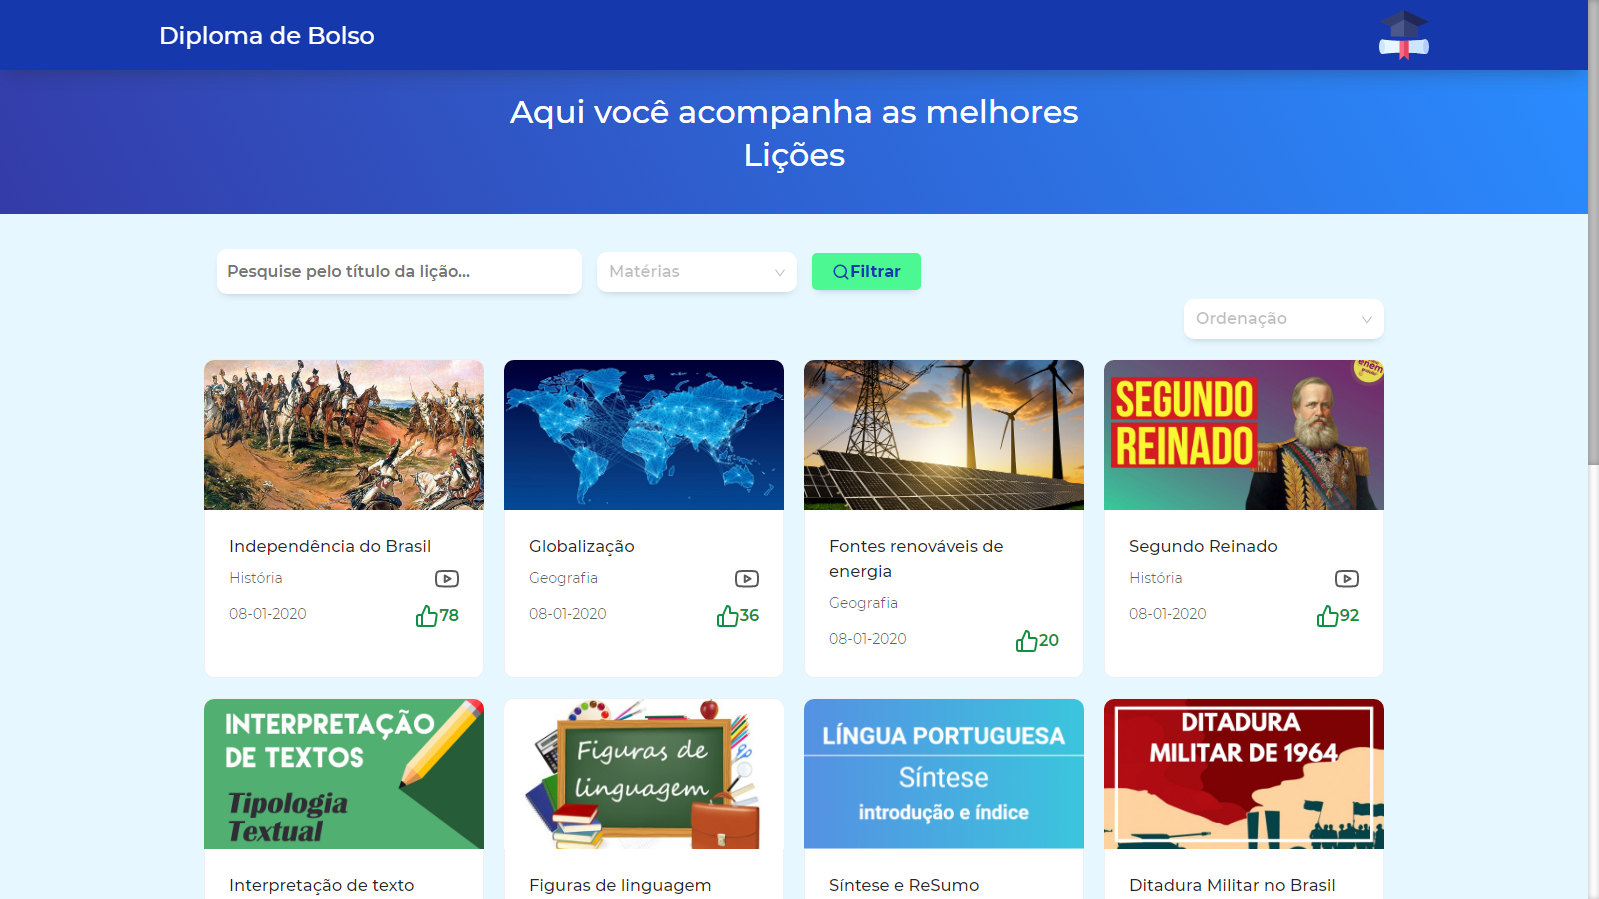 Diploma de Bolso
Aqui você acompanha as melhores
Lições
Pesquise pelo título da lição...
Matérias
Filtrar
Ordenação
SEGUNDO
REINADO
enem
Independência do Brasil
História
08-01-2020
78
Globalização
Geografia
08-01-2020
36
Fontes renováveis de
energia
Geografia
08-01-2020
20
Segundo Reinado
História
08-01-2020
92
INTERPRETAÇÃO
DE TEXTOS
Tipologia
Textual
Figuras de
linguagem
LÍNGUA PORTUGUESA
Síntese
introdução e índice
DITADURA
MILITAR DE 1964
Interpretação de texto
Figuras de linguagem
Síntese e ReSumo
Ditadura Militar no Brasil